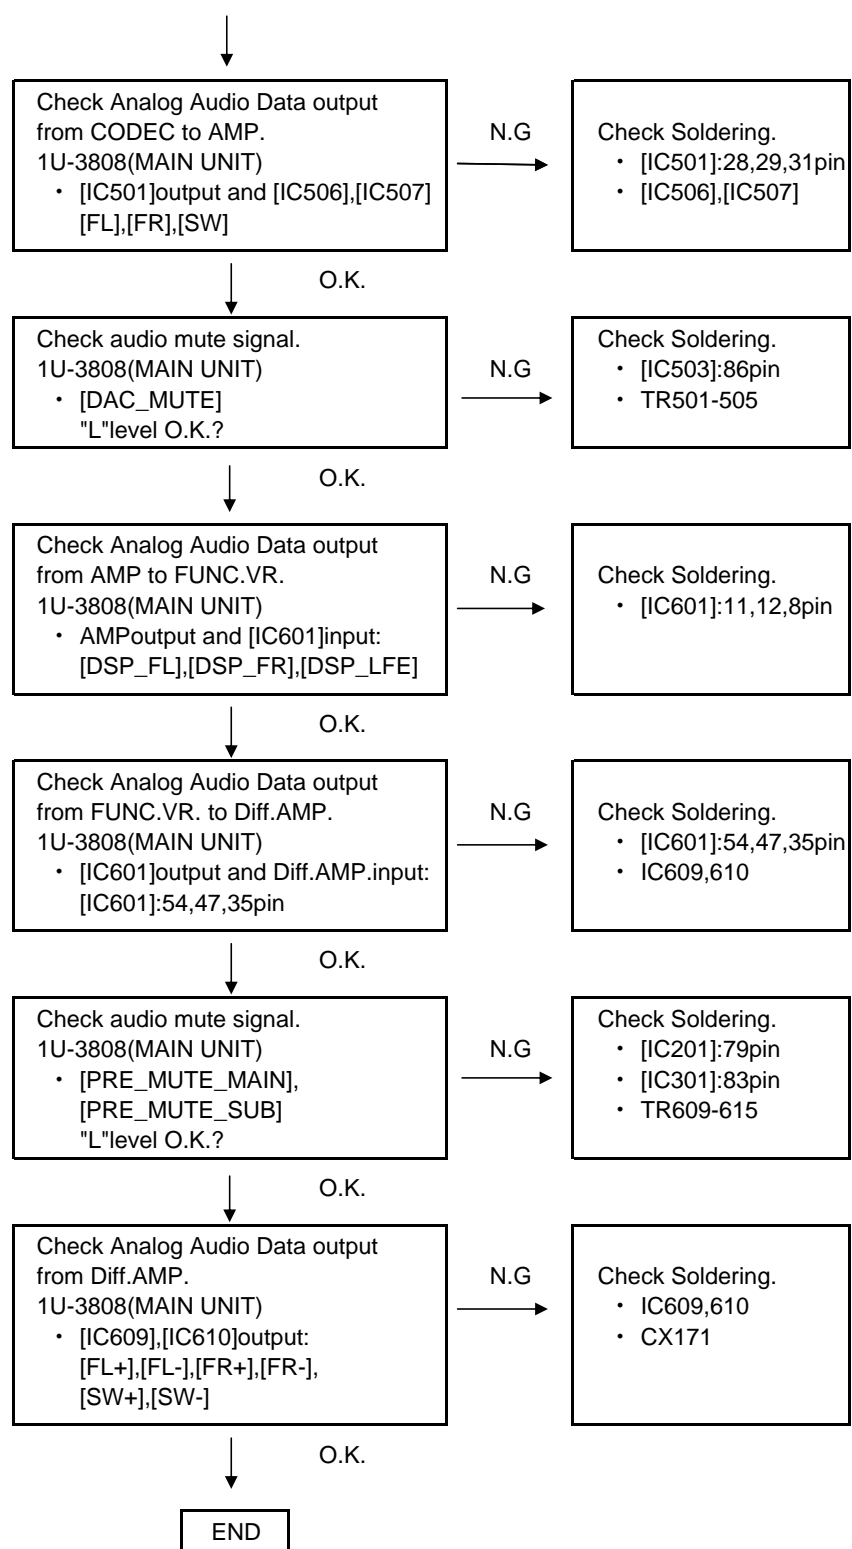 Check Analog Audio Data output
from CODEC to AMP.
1U-3808(MAIN UNIT)
・ [IC501]output and [IC506],[IC507]
[FL],[FR],[SW]
N.G
Check Soldering.
・ [IC501]:28,29,31pin
・ [IC506],[IC507]
O.K.
Check audio mute signal.
1U-3808(MAIN UNIT)
・ [DAC_MUTE]
"L"level O.K.?
N.G
Check Soldering.
・ [IC503]:86pin
・ TR501-505
O.K.
Check Analog Audio Data output
from AMP to FUNC.VR.
1U-3808(MAIN UNIT)
・ AMPoutput and [IC601]input:
[DSP_FL],[DSP_FR],[DSP_LFE]
N.G
Check Soldering.
・ [IC601]:11,12,8pin
O.K.
Check Analog Audio Data output
from FUNC.VR. to Diff.AMP.
1U-3808(MAIN UNIT)
・ [IC601]output and Diff.AMP.input:
[IC601]:54,47,35pin
N.G
Check Soldering.
・ [IC601]:54,47,35pin
・ IC609,610
O.K.
Check audio mute signal.
1U-3808(MAIN UNIT)
・ [PRE_MUTE_MAIN],
[PRE_MUTE_SUB]
"L"level O.K.?
N.G
Check Soldering.
・ [IC201]:79pin
・ [IC301]:83pin
・ TR609-615
O.K.
Check Analog Audio Data output
from Diff.AMP.
1U-3808(MAIN UNIT)
・ [IC609],[IC610]output:
[FL+],[FL-],[FR+],[FR-],
[SW+],[SW-]
N.G
Check Soldering.
・ IC609,610
・ CX171
O.K.
END